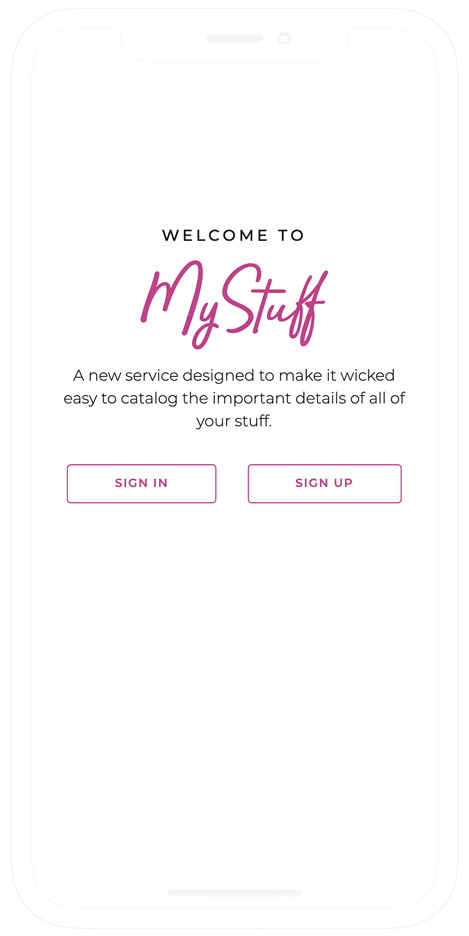 WELCOME TO
MyStuff
A new service designed to make it wicked
easy to catalog the important details of all of
your stuff.
SIGN IN SIGN UP